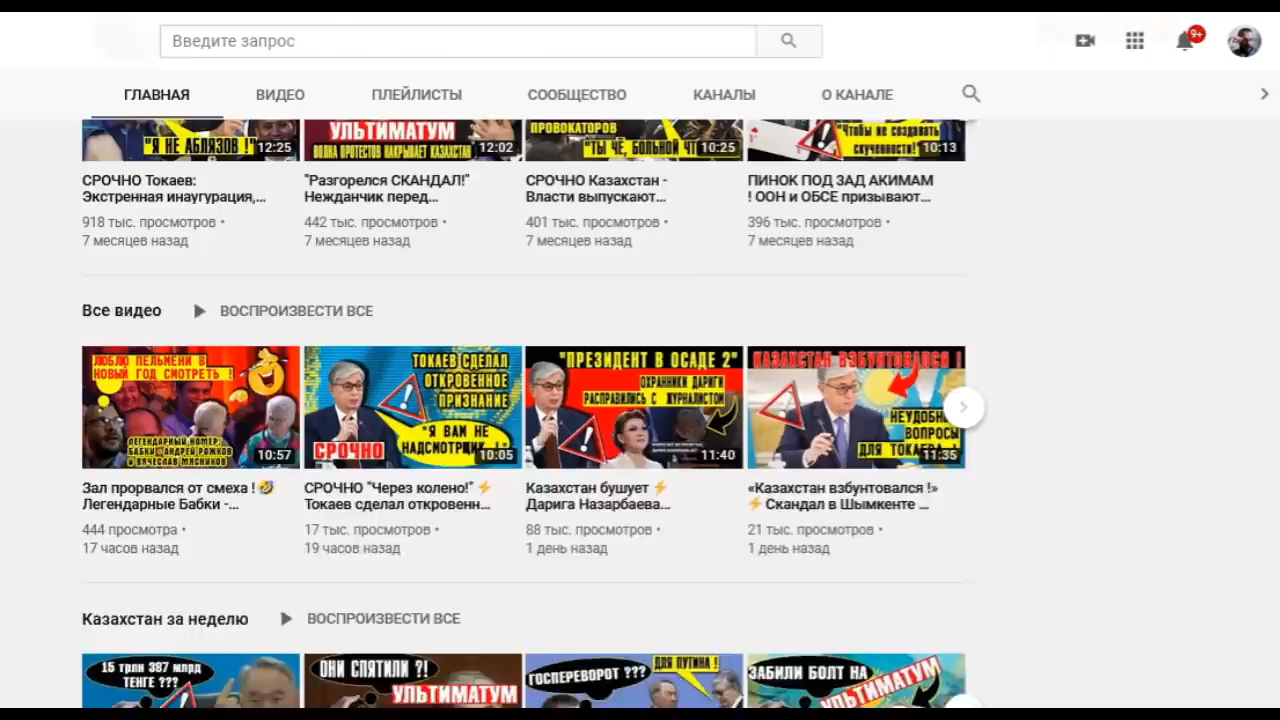 Введите запрос
9+
ГЛАВНАЯ
ВИДЕО
ПЛЕЙЛИСТЫ
СООБЩЕСТВО
КАНАЛЫ
О КАНАЛЕ
"Я НЕ АБЛЯЗОВ !"
12:25
УЛЬТИМАТУМ
ВОЛНА ПРОТЕСТОВ НАКРЫВАЕТ КАЗАХСТАН
12:02
ПРОВОКАТОРОВ
"ТЫ ЧЁ, БОЛЬНОЙ
10:25
"Чтобы не создавать
скученность!"
10:13
СРОЧНО Токаев:
Экстренная инаугурация,...
918 тыс. просмотров •
7 месяцев назад
"Разгорелся СКАНДАЛ!"
Нежданчик перед...
442 тыс. просмотров •
7 месяцев назад
СРОЧНО Казахстан -
Власти выпускают...
401 тыс. просмотров •
7 месяцев назад
ПИНОК ПОД ЗАД АКИМАМ
! ООН и ОБСЕ призывают...
396 тыс. просмотров •
7 месяцев назад
Все видео
ВОСПРОИЗВЕСТИ ВСЕ
ЛЮБЛЮ ПЕЛЬМЕНИ В
НОВЫЙ ГОД СМОТРЕТЬ !
ЛЕГЕНДАРНЫЙ НОМЕР:
БАБКИ - АНДРЕЙ РОЖКОВ
И ВЯЧЕСЛАВ МЯСНИКОВ
10:57
ТОКАЕВ СДЕЛАЛ
ОТКРОВЕННОЕ
ПРИЗНАНИЕ
"Я ВАМ НЕ
НАДСМОТРЩИК !"
СРОЧНО
10:05
"ПРЕЗИДЕНТ В ОСАДЕ 2"
ОХРАННИКИ ДАРИГИ
РАСПРАВИЛИСЬ С ЖУРНАЛИСТОМ
11:40
КАЗАХСТАН ВЗБУНТОВАЛСЯ !
НЕУДОБНЫЕ
ВОПРОСЫ
ДЛЯ ТОКАЕВА !
11:35
Зал прорвался от смеха !
Легендарные Бабки -...
444 просмотра •
17 часов назад
СРОЧНО "Через колено!"
Токаев сделал откровенн...
17 тыс. просмотров •
19 часов назад
Казахстан бушует
Дарига Назарбаева...
88 тыс. просмотров •
1 день назад
«Казахстан взбунтовался !»
Скандал в Шымкенте ...
21 тыс. просмотров •
1 день назад
Казахстан за неделю
ВОСПРОИЗВЕСТИ ВСЕ
15 трлн 387 млрд
ТЕНГЕ ???
ОНИ СПЯТИЛИ ?!
УЛЬТИМАТУМ
ГОСПЕРЕВОРОТ ???
ДЛЯ ПУТИНА !
ЗАБИЛИ БОЛТ НА
УЛЬТИМАТУМ